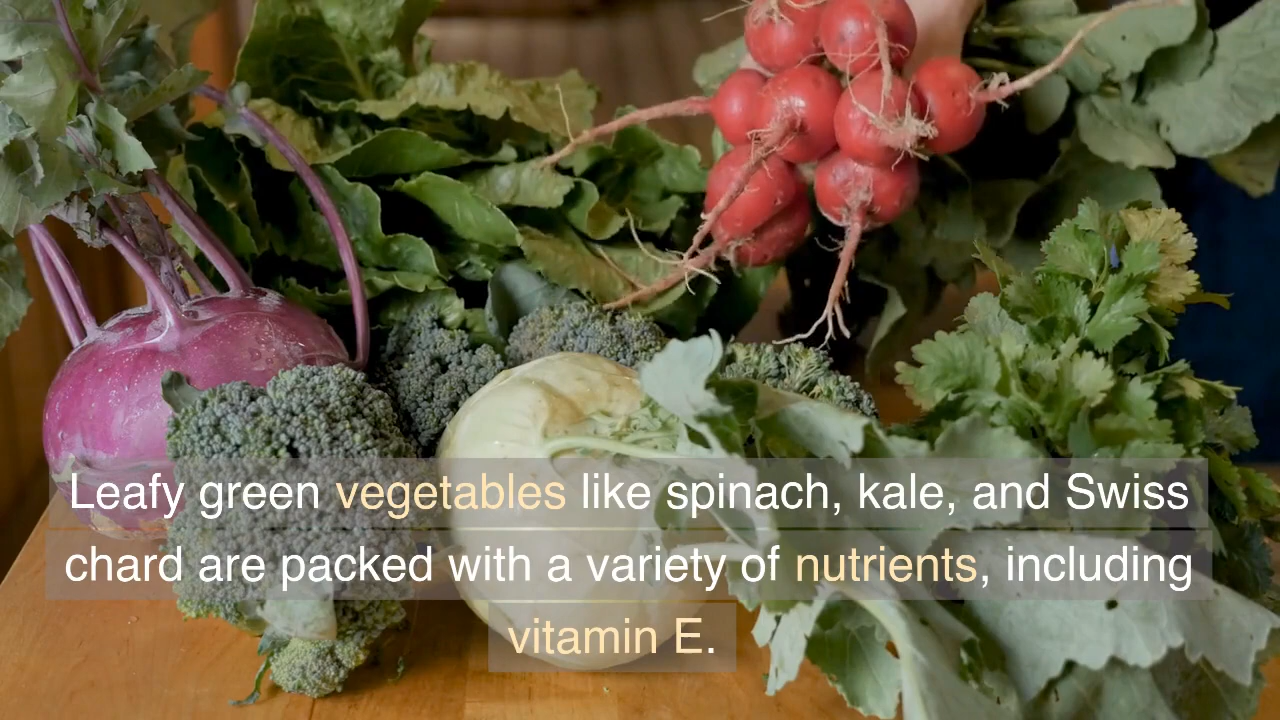 Leafy green vegetables like spinach, kale, and Swiss
chard are packed with a variety of nutrients, including
vitamin E.